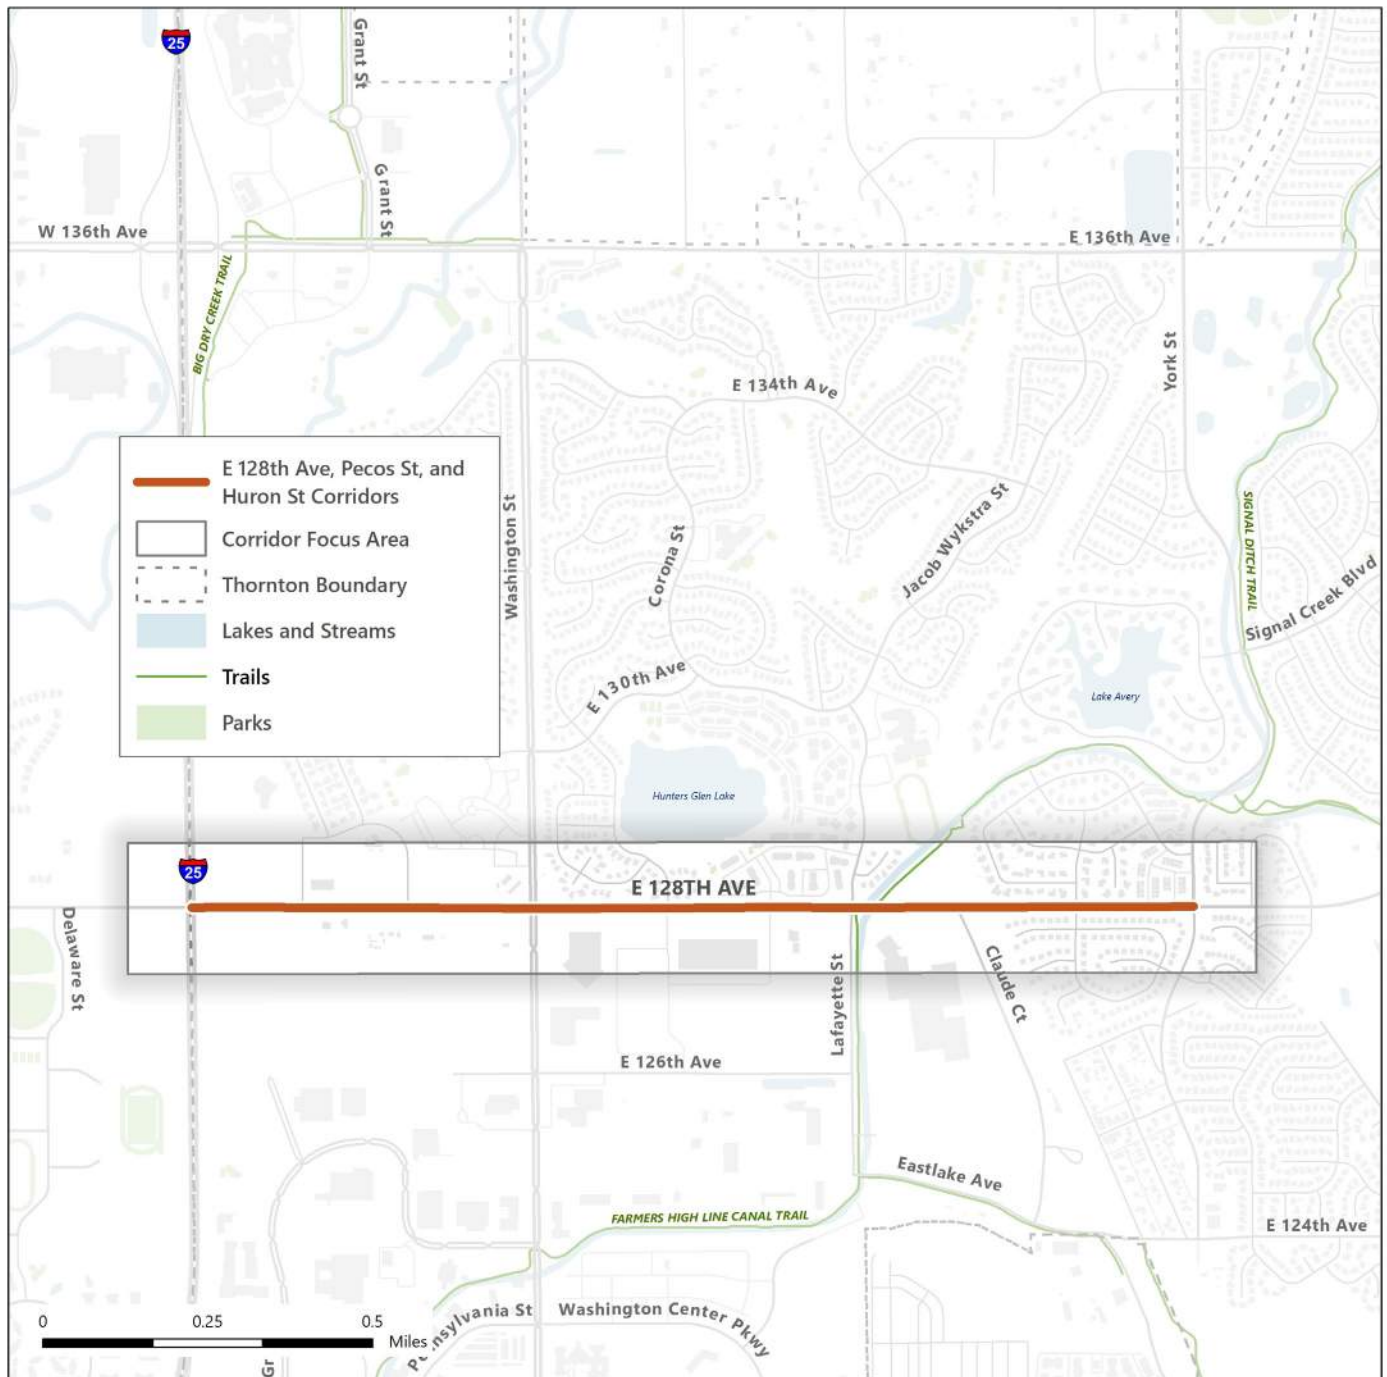 25
Grant St
Grant St
W 136th Ave
E 136th Ave
BIG DRY CREEK TRAIL
York St
E 134th Ave
E 128th Ave, Pecos St, and
Huron St Corridors
Corridor Focus Area
Thornton Boundary
Lakes and Streams
Trails
Parks
Washington St
Corona St
Jacob Wykstra St
SIGNAL DITCH TRAIL
Signal Creek Blvd
E 130th Ave
Lake Avery
Hunters Glen Lake
25
E 128TH AVE
Delaware St
Lafayette St
Claude Ct
E 126th Ave
Eastlake Ave
FARMERS HIGH LINE CANAL TRAIL
E 124th Ave
0 0.25 0.5
Miles
Pennsylvania St
Washington Center Pkwy
Gr